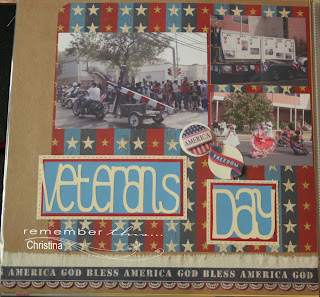 AMERICA
FREEDOM
Veterans
DAY
remember this...
Christina
AMERICA GOD BLESS AMERICA GOD BLESS AMERICA GOD